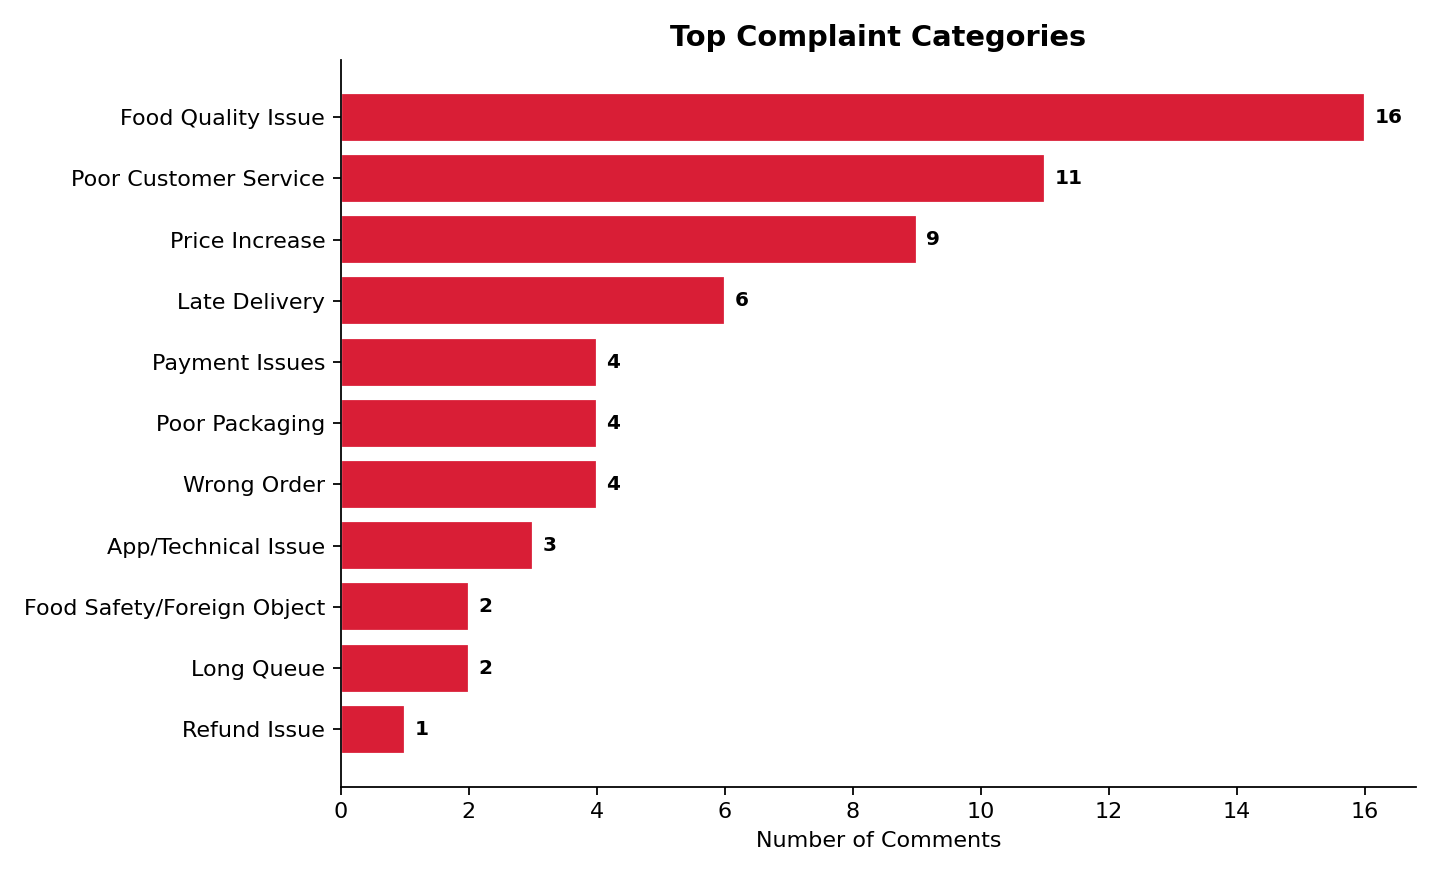 Top Complaint Categories
Food Quality Issue 16
Poor Customer Service 11
Price Increase 9
Late Delivery 6
Payment Issues 4
Poor Packaging 4
Wrong Order 4
App/Technical Issue 3
Food Safety/Foreign Object 2
Long Queue 2
Refund Issue 1
0 2 4 6 8 10 12 14 16
Number of Comments